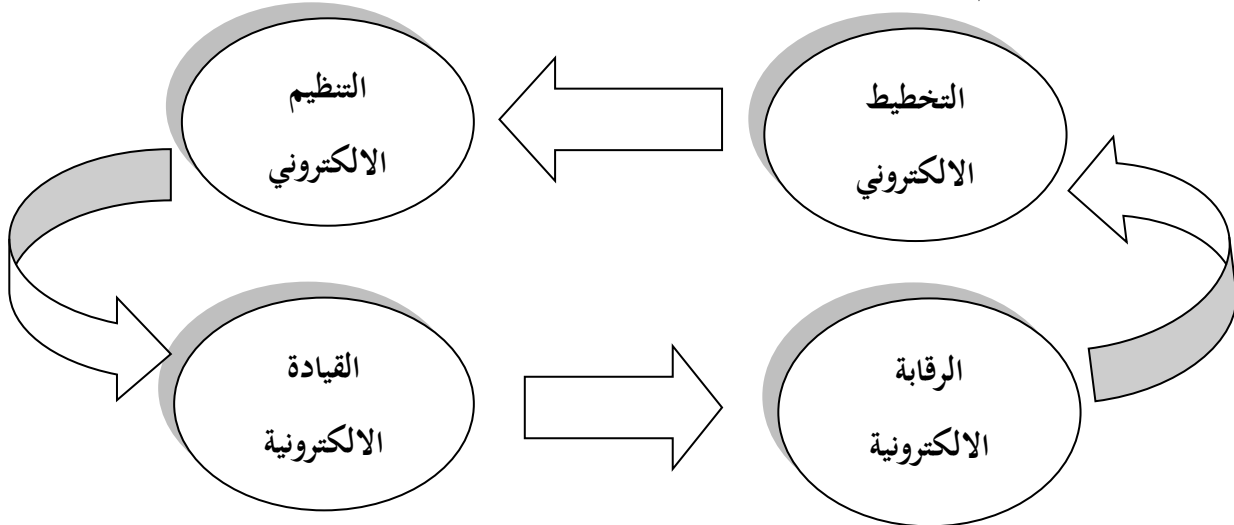 التخطيط
الالكتروني
التنظيم
الالكتروني
القيادة
الالكترونية
الرقابة
الالكترونية